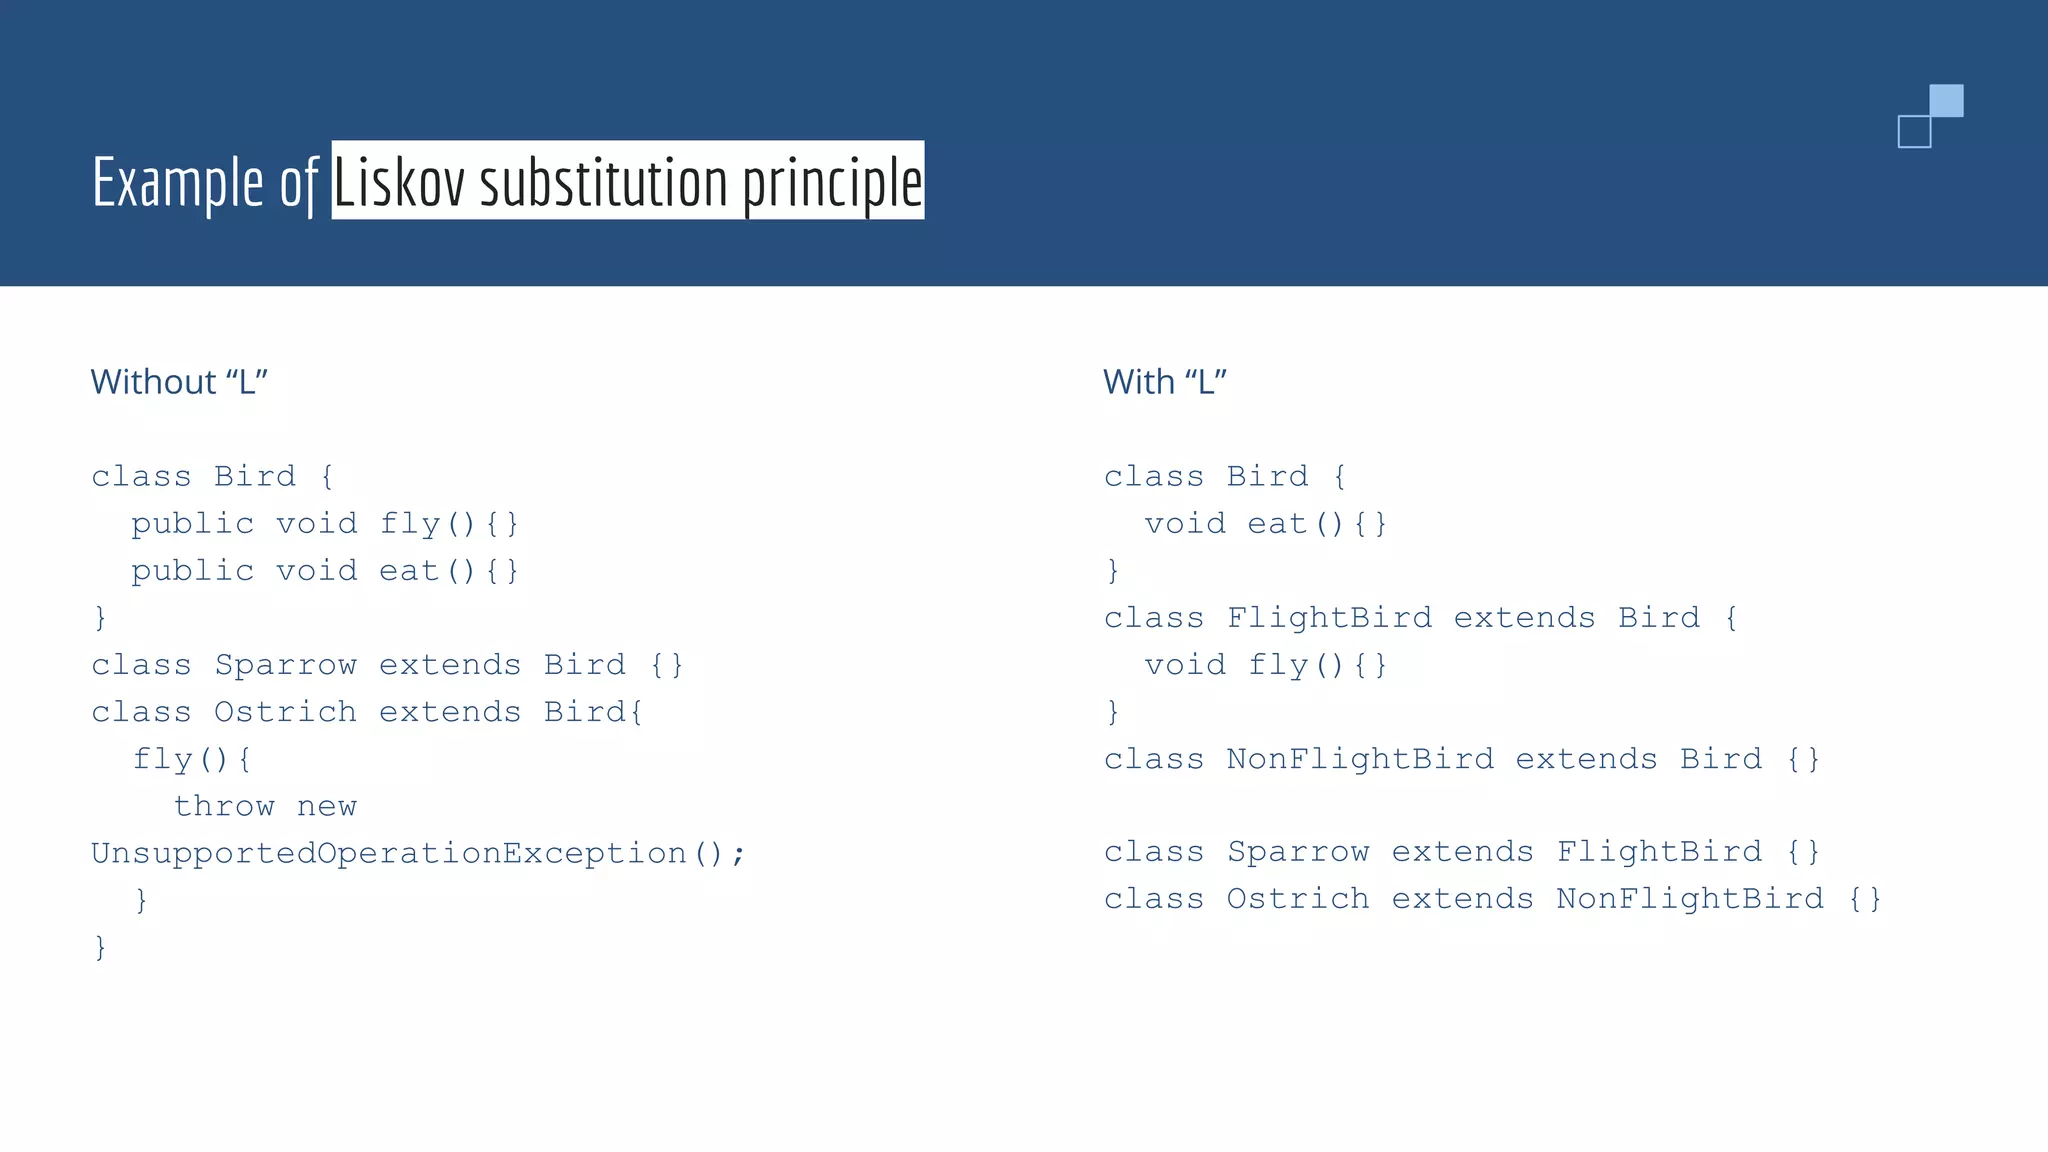 Example of Liskov substitution principle
Without “L”
class Bird {
  public void fly(){}
  public void eat(){}
}
class Sparrow extends Bird {}
class Ostrich extends Bird{
  fly(){
    throw new
UnsupportedOperationException();
  }
}
With “L”
class Bird {
  void eat(){}
}
class FlightBird extends Bird {
  void fly(){}
}
class NonFlightBird extends Bird {}
class Sparrow extends FlightBird {}
class Ostrich extends NonFlightBird {}